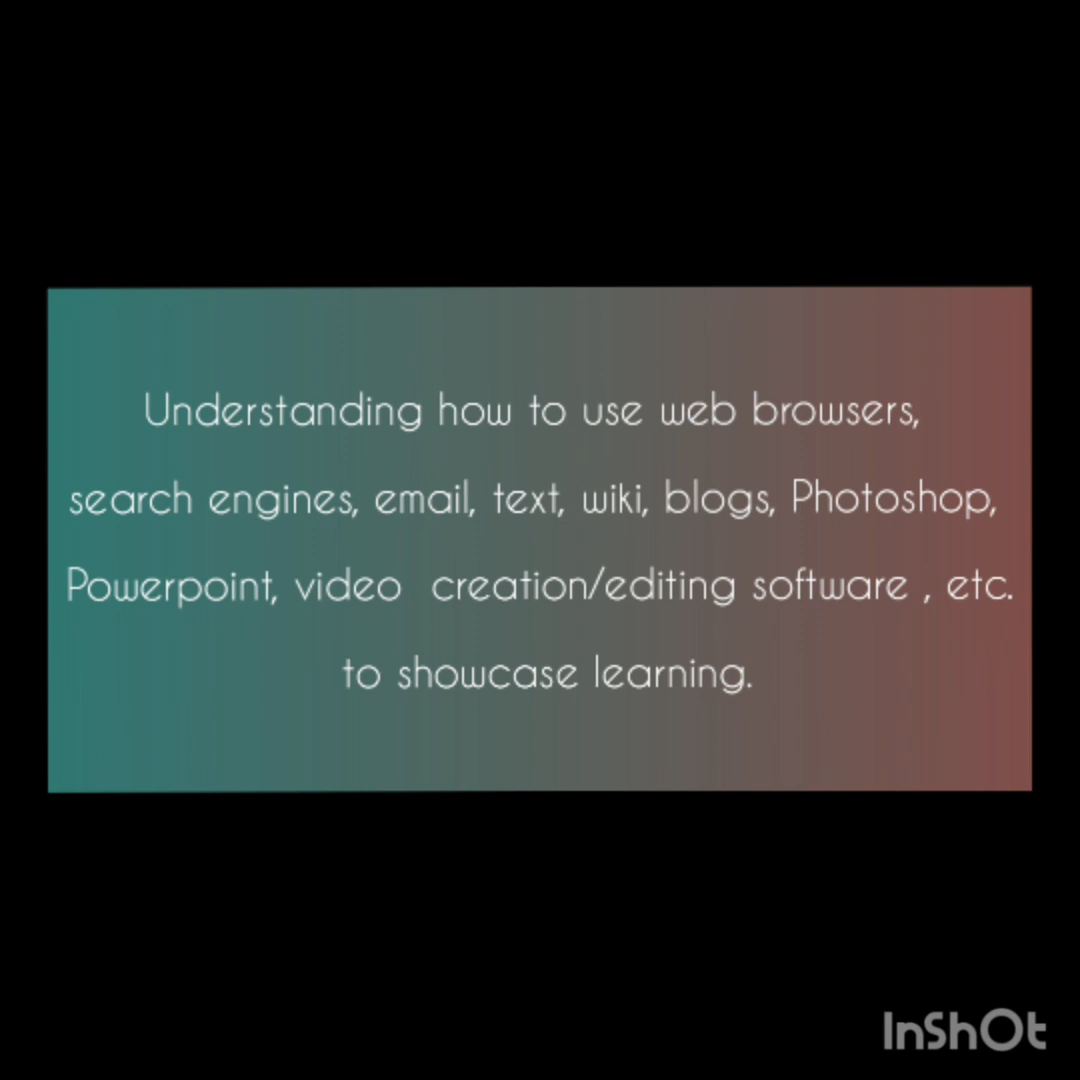 Understanding how to use web browsers,
search engines, email, text, wiki, blogs, Photoshop,
Powerpoint, video  creation/editing software , etc.
to showcase learning.
InShOt